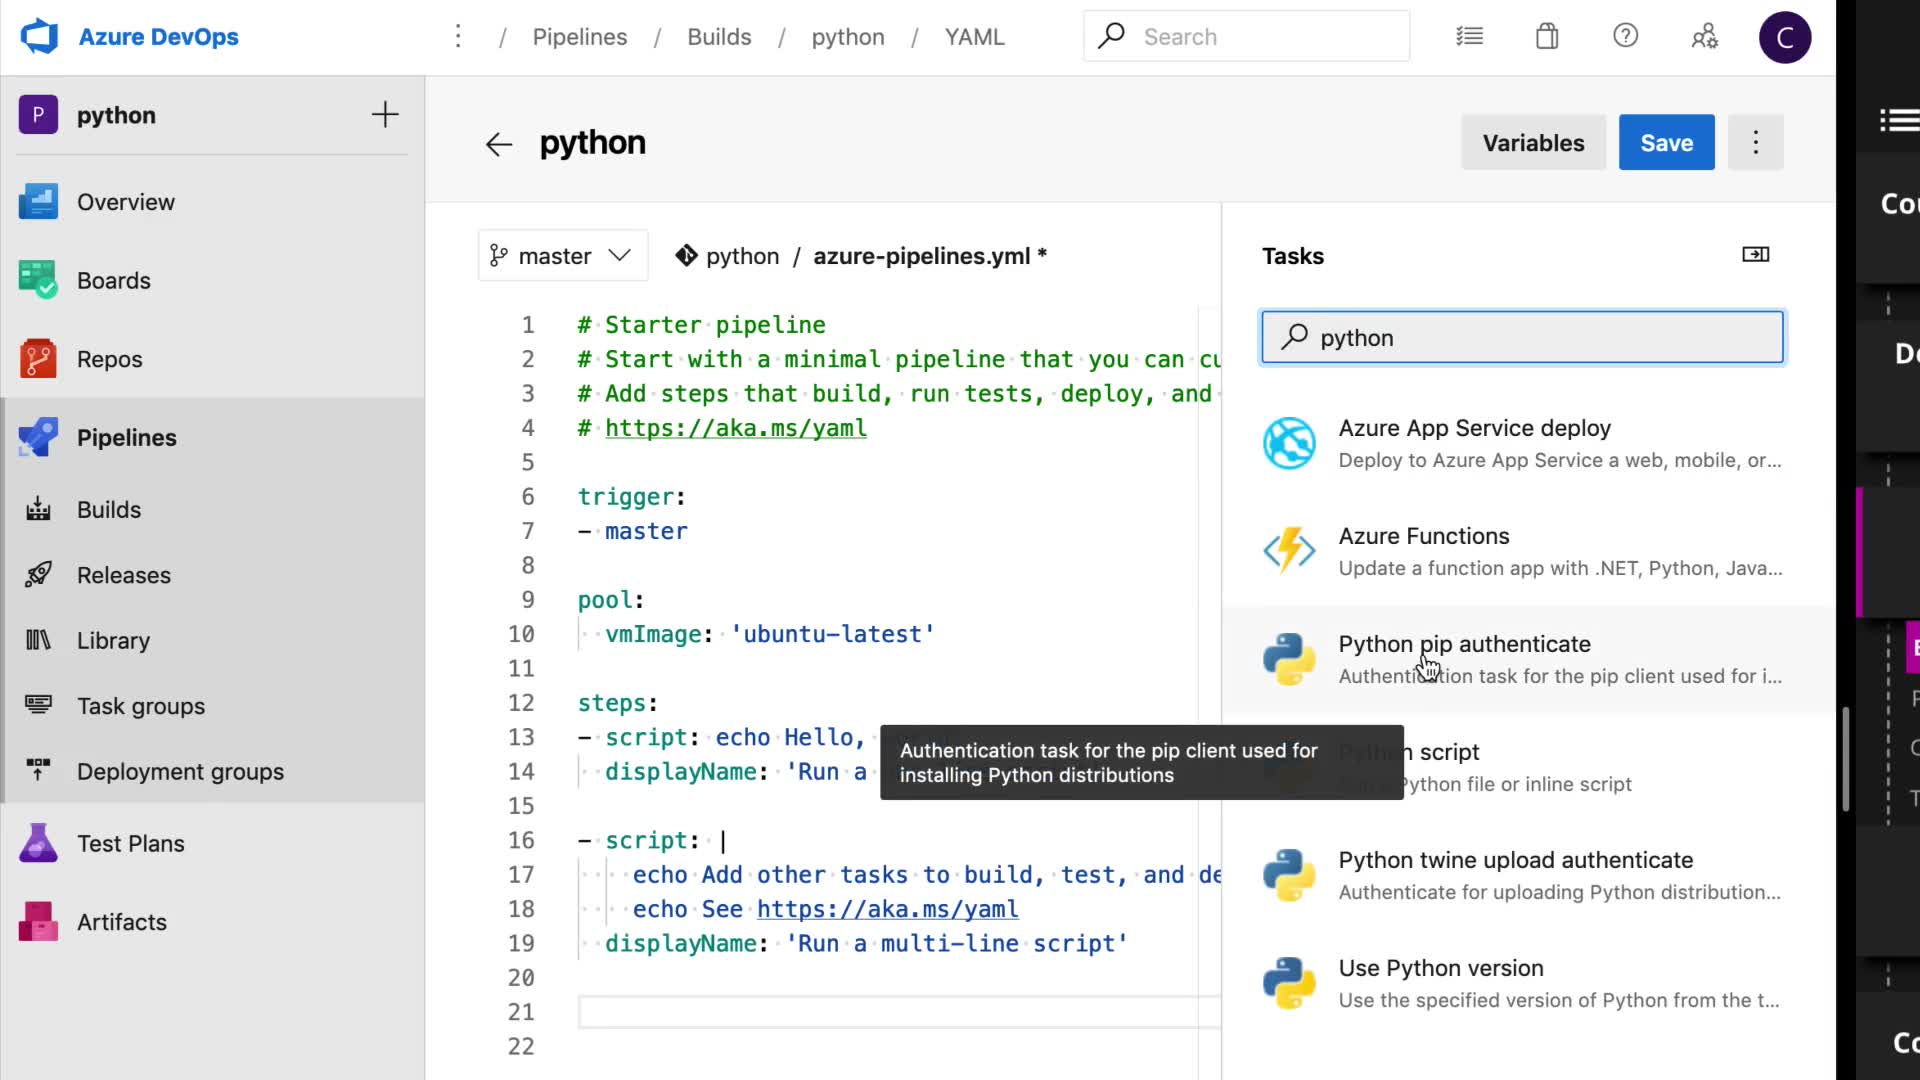 Azure DevOps
/ Pipelines / Builds / python / YAML
Search
C
P python
Overview
Boards
Repos
Pipelines
Builds
Releases
Library
Task groups
Deployment groups
Test Plans
Artifacts
python
Variables
Save
master
python / azure-pipelines.yml *
1 # Starter pipeline
2 # Start with a minimal pipeline that you can cu
3 # Add steps that build, run tests, deploy, and
4 # https://aka.ms/yaml
5
6 trigger:
7 - master
8
9 pool:
10 vmImage: 'ubuntu-latest'
11
12 steps:
13 - script: echo Hello,
14 displayName: 'Run a
15
16 - script: |
17 echo Add other tasks to build, test, and de
18 echo See https://aka.ms/yaml
19 displayName: 'Run a multi-line script'
20
21
22
Tasks
python
Azure App Service deploy
Deploy to Azure App Service a web, mobile, or...
Azure Functions
Update a function app with .NET, Python, Java...
Python pip authenticate
Authentication task for the pip client used for i...
Authentication task for the pip client used for
installing Python distributions
Python script
Python file or inline script
Python twine upload authenticate
Authenticate for uploading Python distribution...
Use Python version
Use the specified version of Python from the t...
Cou
De
Co